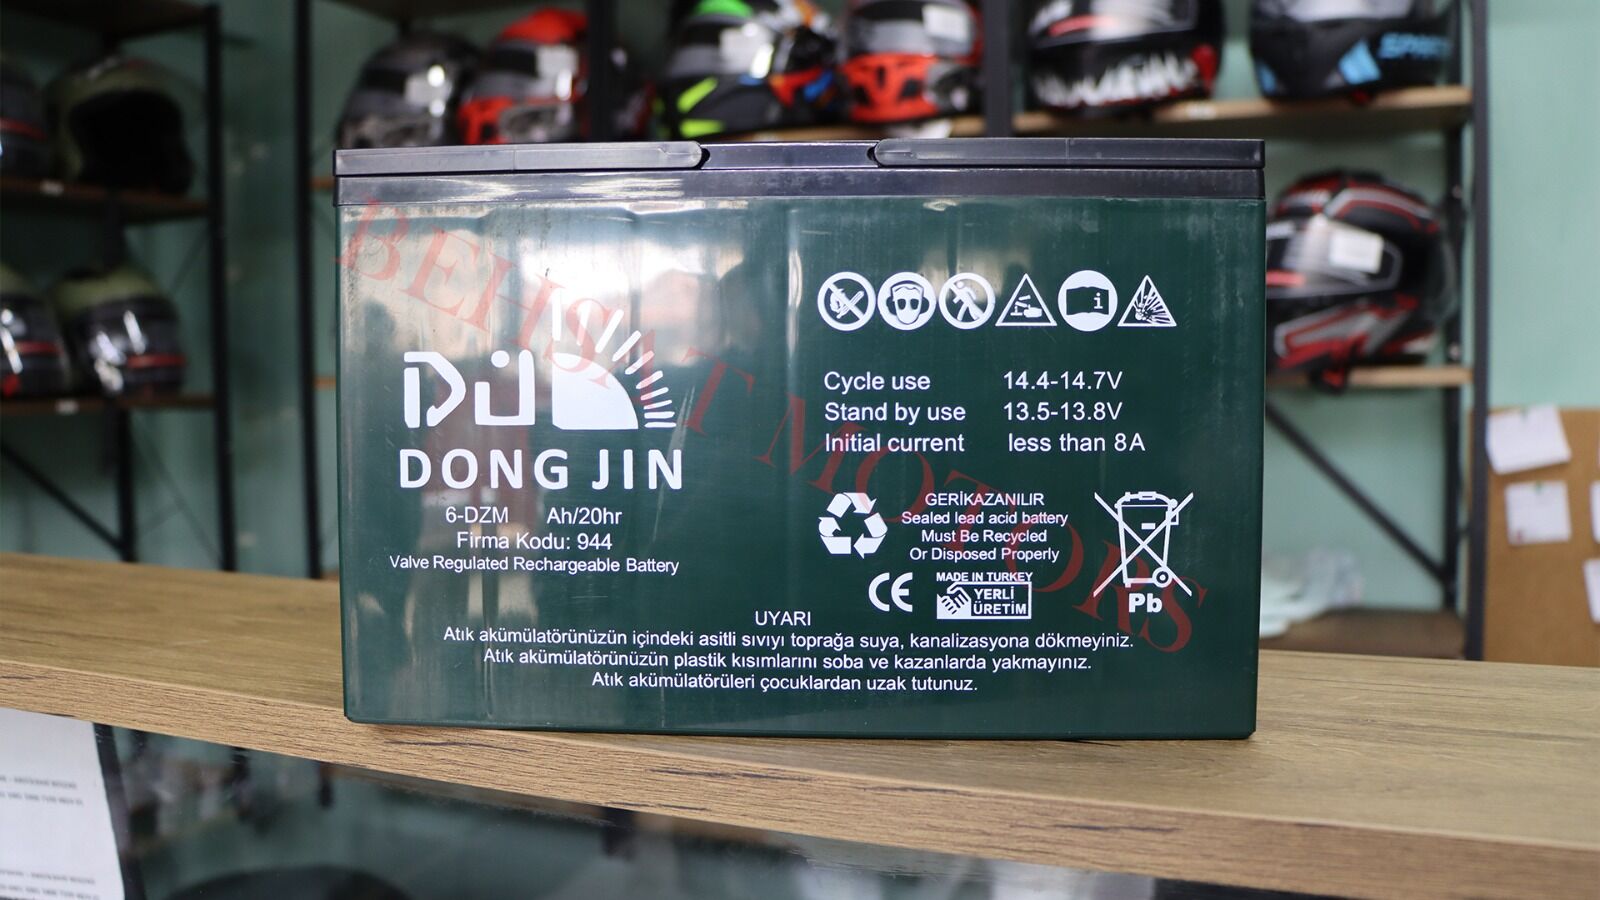 BEHSAT MOTORS
DJ
DONG JIN
6-DZM Ah/20hr
Firma Kodu: 944
Valve Regulated Rechargeable Battery
Cycle use 14.4-14.7V
Stand by use 13.5-13.8V
Initial current less than 8A
GERİKAZANILIR
Sealed lead acid battery
Must Be Recycled
Or Disposed Properly
CE
MADE IN TURKEY
YERLİ
ÜRETİM
Pb
UYARI
Atık akümülatörünüzün içindeki asitli sıvıyı toprağa suya, kanalizasyona dökmeyiniz.
Atık akümülatörünüzün plastik kısımlarını soba ve kazanlarda yakmayınız.
Atık akümülatörüleri çocuklardan uzak tutunuz.